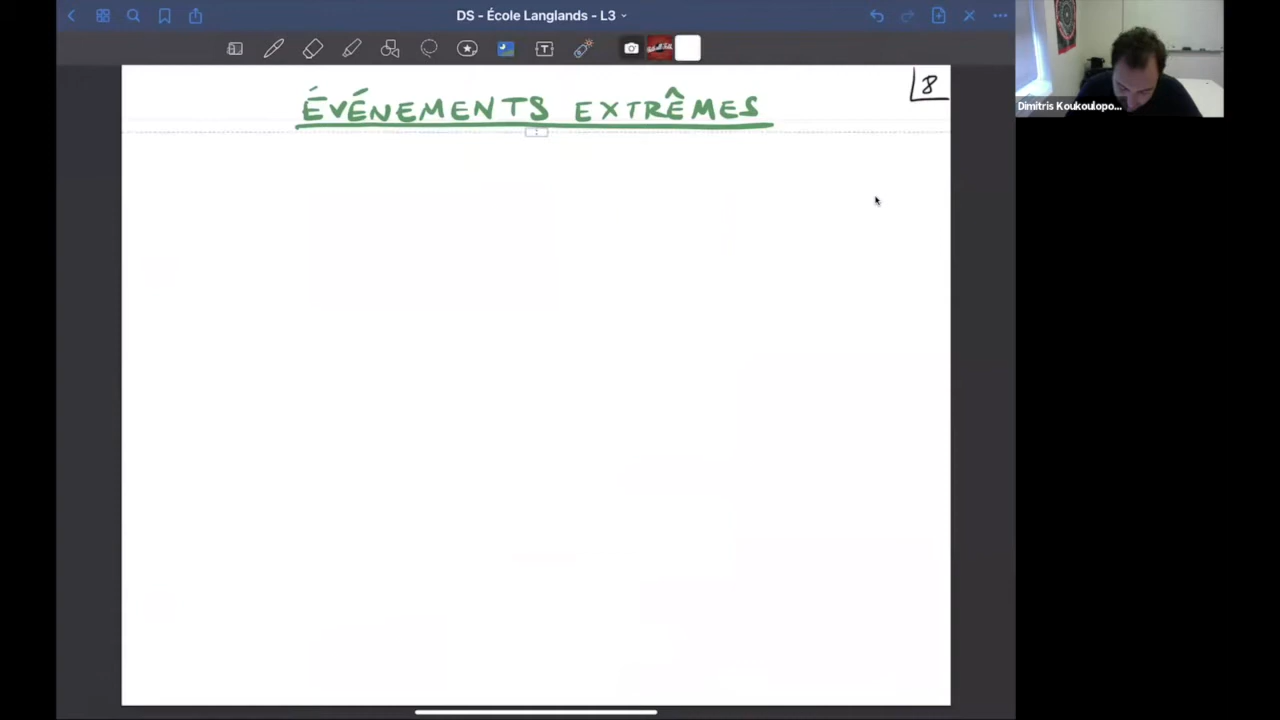 DS - École Langlands - L3
ÉVÉNEMENTS EXTRÊMES
8
Dimitris Koukoulopo...